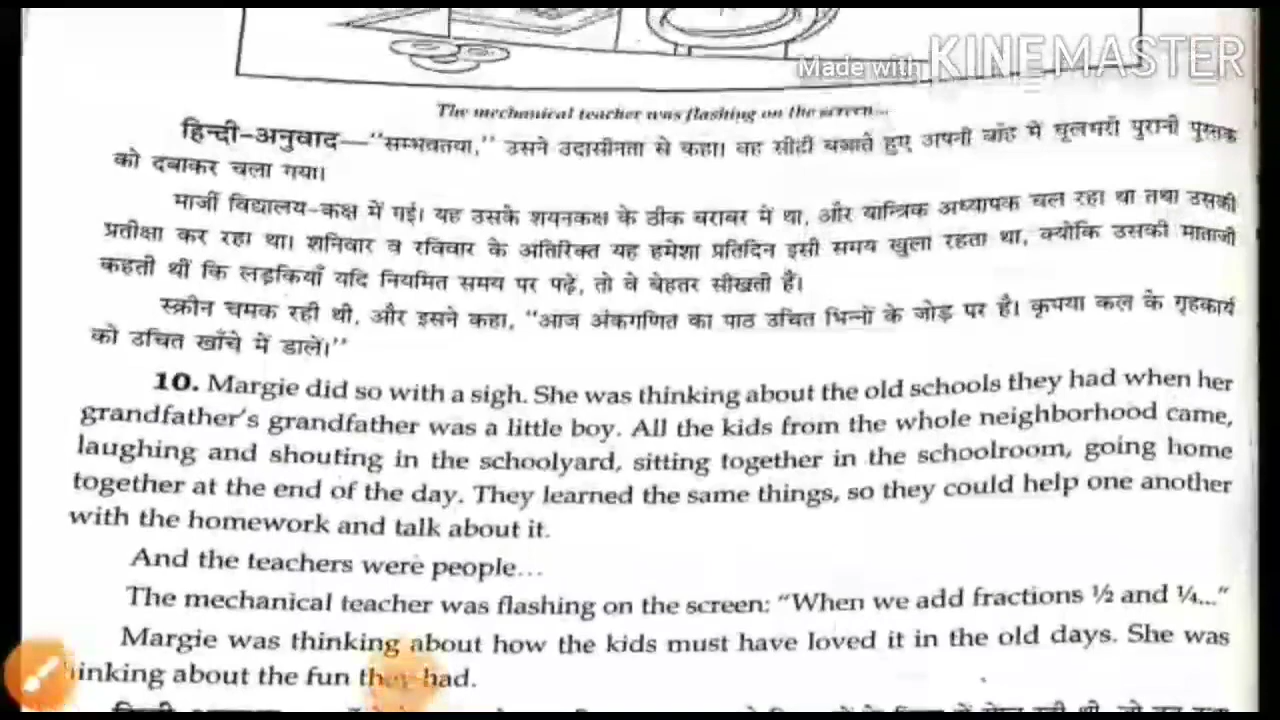 Made with KINEMASTER
The mechanical teacher was flashing on the screen...
हिन्दी-अनुवाद—"सम्भवतया," उसने उदासीनता से कहा। वह सीटी बजाते हुए अपनी बाँह में धूलभरी पुरानी पुस्तक
को दबाकर चला गया।
मार्जी विद्यालय-कक्ष में गई। यह उसके शयनकक्ष के ठीक बराबर में था, और यान्त्रिक अध्यापक चल रहा था तथा उसकी
प्रतीक्षा कर रहा था। शनिवार व रविवार के अतिरिक्त यह हमेशा प्रतिदिन इसी समय खुला रहता था, क्योंकि उसकी माताजी
कहती थीं कि लड़कियाँ यदि नियमित समय पर पढ़ें, तो वे बेहतर सीखती हैं।
स्क्रीन चमक रही थी, और इसने कहा, "आज अंकगणित का पाठ उचित भिन्नों के जोड़ पर है। कृपया कल के गृहकार्य
को उचित खाँचे में डालें।"
10. Margie did so with a sigh. She was thinking about the old schools they had when her
grandfather's grandfather was a little boy. All the kids from the whole neighborhood came,
laughing and shouting in the schoolyard, sitting together in the schoolroom, going home
together at the end of the day. They learned the same things, so they could help one another
with the homework and talk about it.
And the teachers were people...
The mechanical teacher was flashing on the screen: "When we add fractions ½ and ¼..."
Margie was thinking about how the kids must have loved it in the old days. She was
hinking about the fun they had.